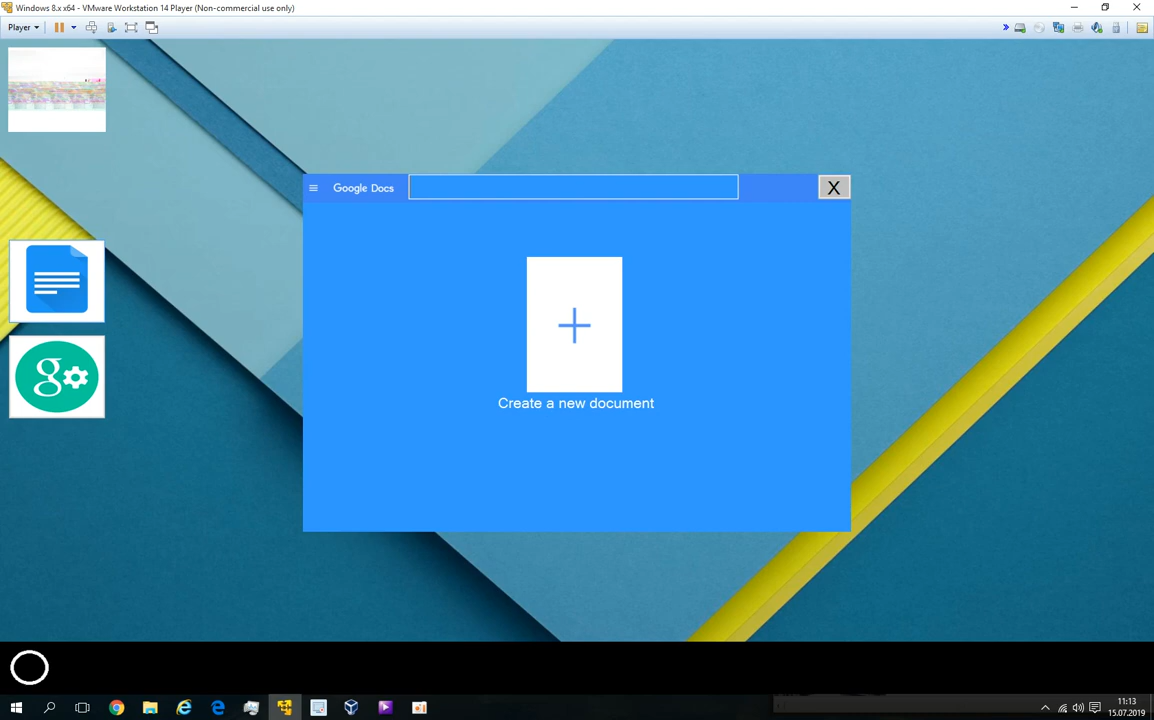 Windows 8.x x64 - VMware Workstation 14 Player (Non-commercial use only)
Player
Google Docs
X
Create a new document
g
11:13
15.07.2019